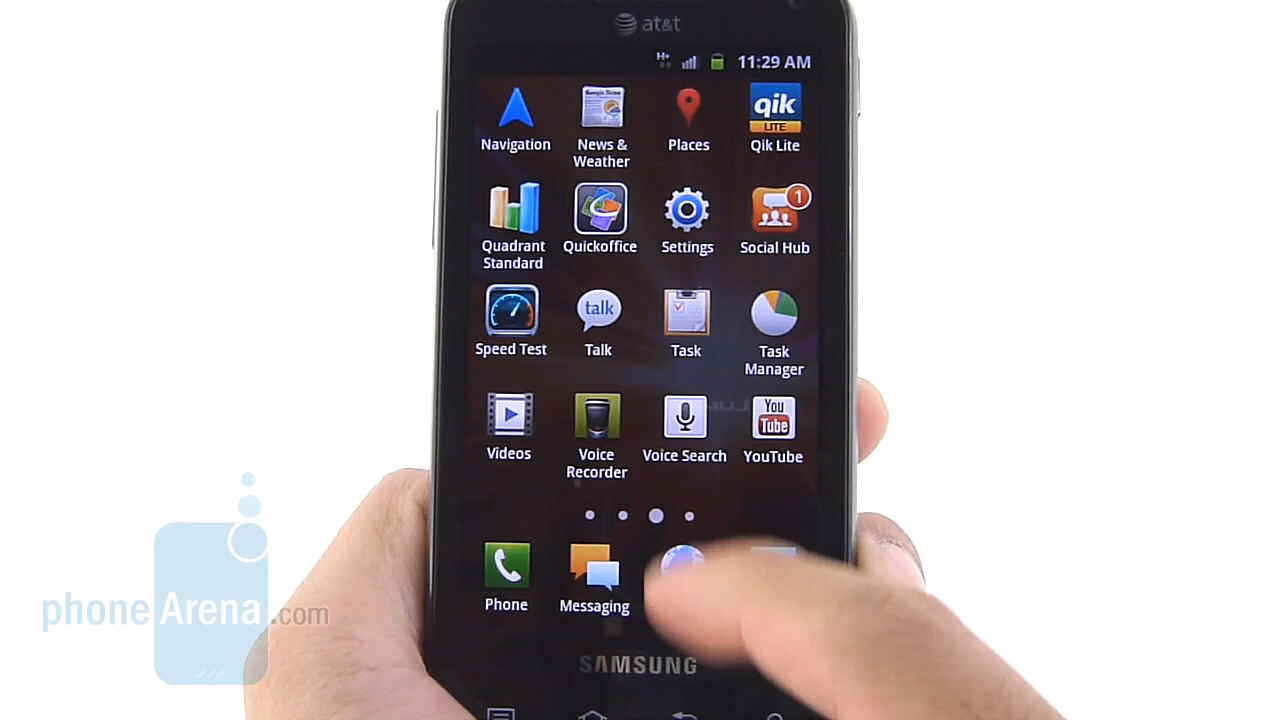 at&t
H+
11:29 AM
Google News
qik
LITE
Navigation
News &
Weather
Places
Qik Lite
1
Quadrant
Standard
Quickoffice
Settings
Social Hub
talk
Speed Test
Talk
Task
Task
Manager
You
Tube
Videos
Voice
Recorder
Voice Search
YouTube
Phone
Messaging
phoneArena.com
SAMSUNG